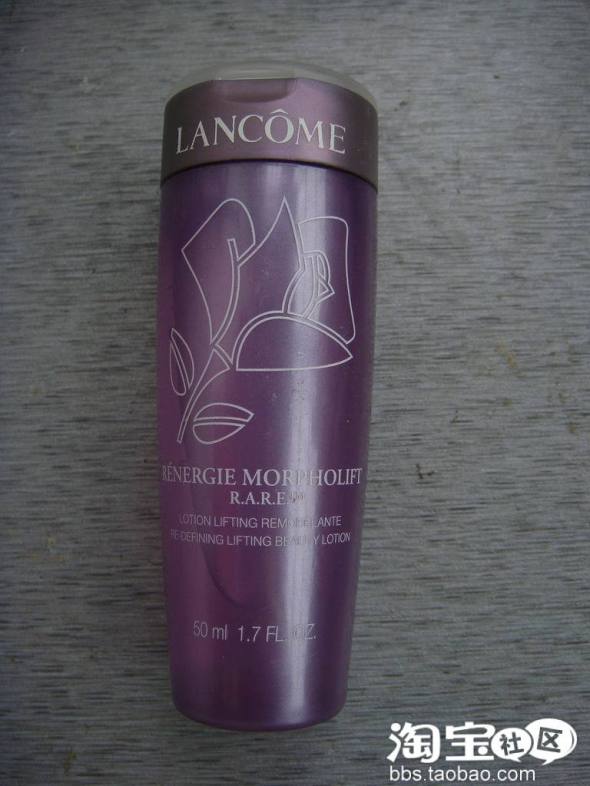 LANCÔME
RÉNERGIE MORPHOLIFT
R.A.R.E.™
LOTION LIFTING REMODELANTE
RE-DEFINING LIFTING BEAUTY LOTION
50 ml 1.7 FL. OZ.
淘宝社区
bbs.taobao.com